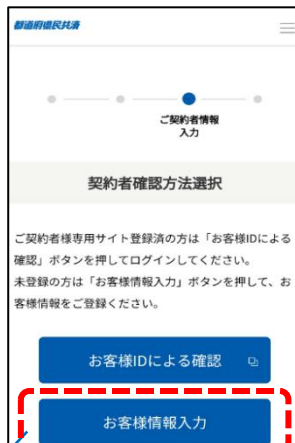 都道府県民共済
ご契約者情報
入力
契約者確認方法選択
ご契約者様専用サイト登録済の方は「お客様IDによる
確認」ボタンを押してログインしてください。
未登録の方は「お客様情報入力」ボタンを押して、お
客様情報をご登録ください。
お客様IDによる確認
お客様情報入力